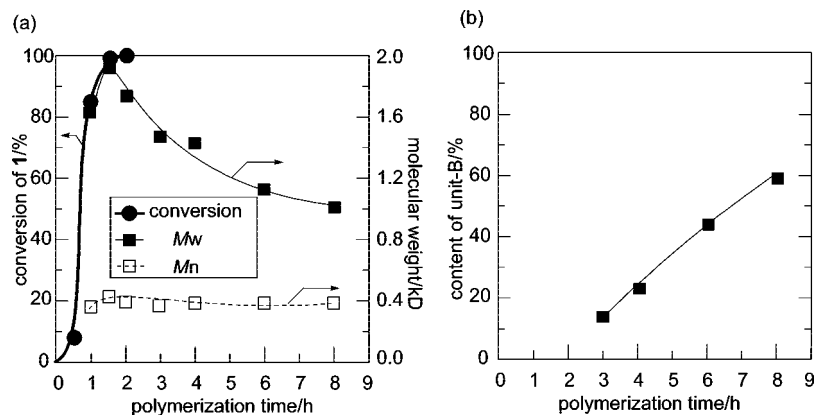 (a)
100
80
60
40
20
0
conversion of 1/%
2.0
1.6
1.2
0.8
0.4
0.0
molecular weight/kD
conversion
Mw
Mn
0 1 2 3 4 5 6 7 8 9
polymerization time/h
(b)
100
80
60
40
20
0
content of unit-B/%
0 1 2 3 4 5 6 7 8 9
polymerization time/h